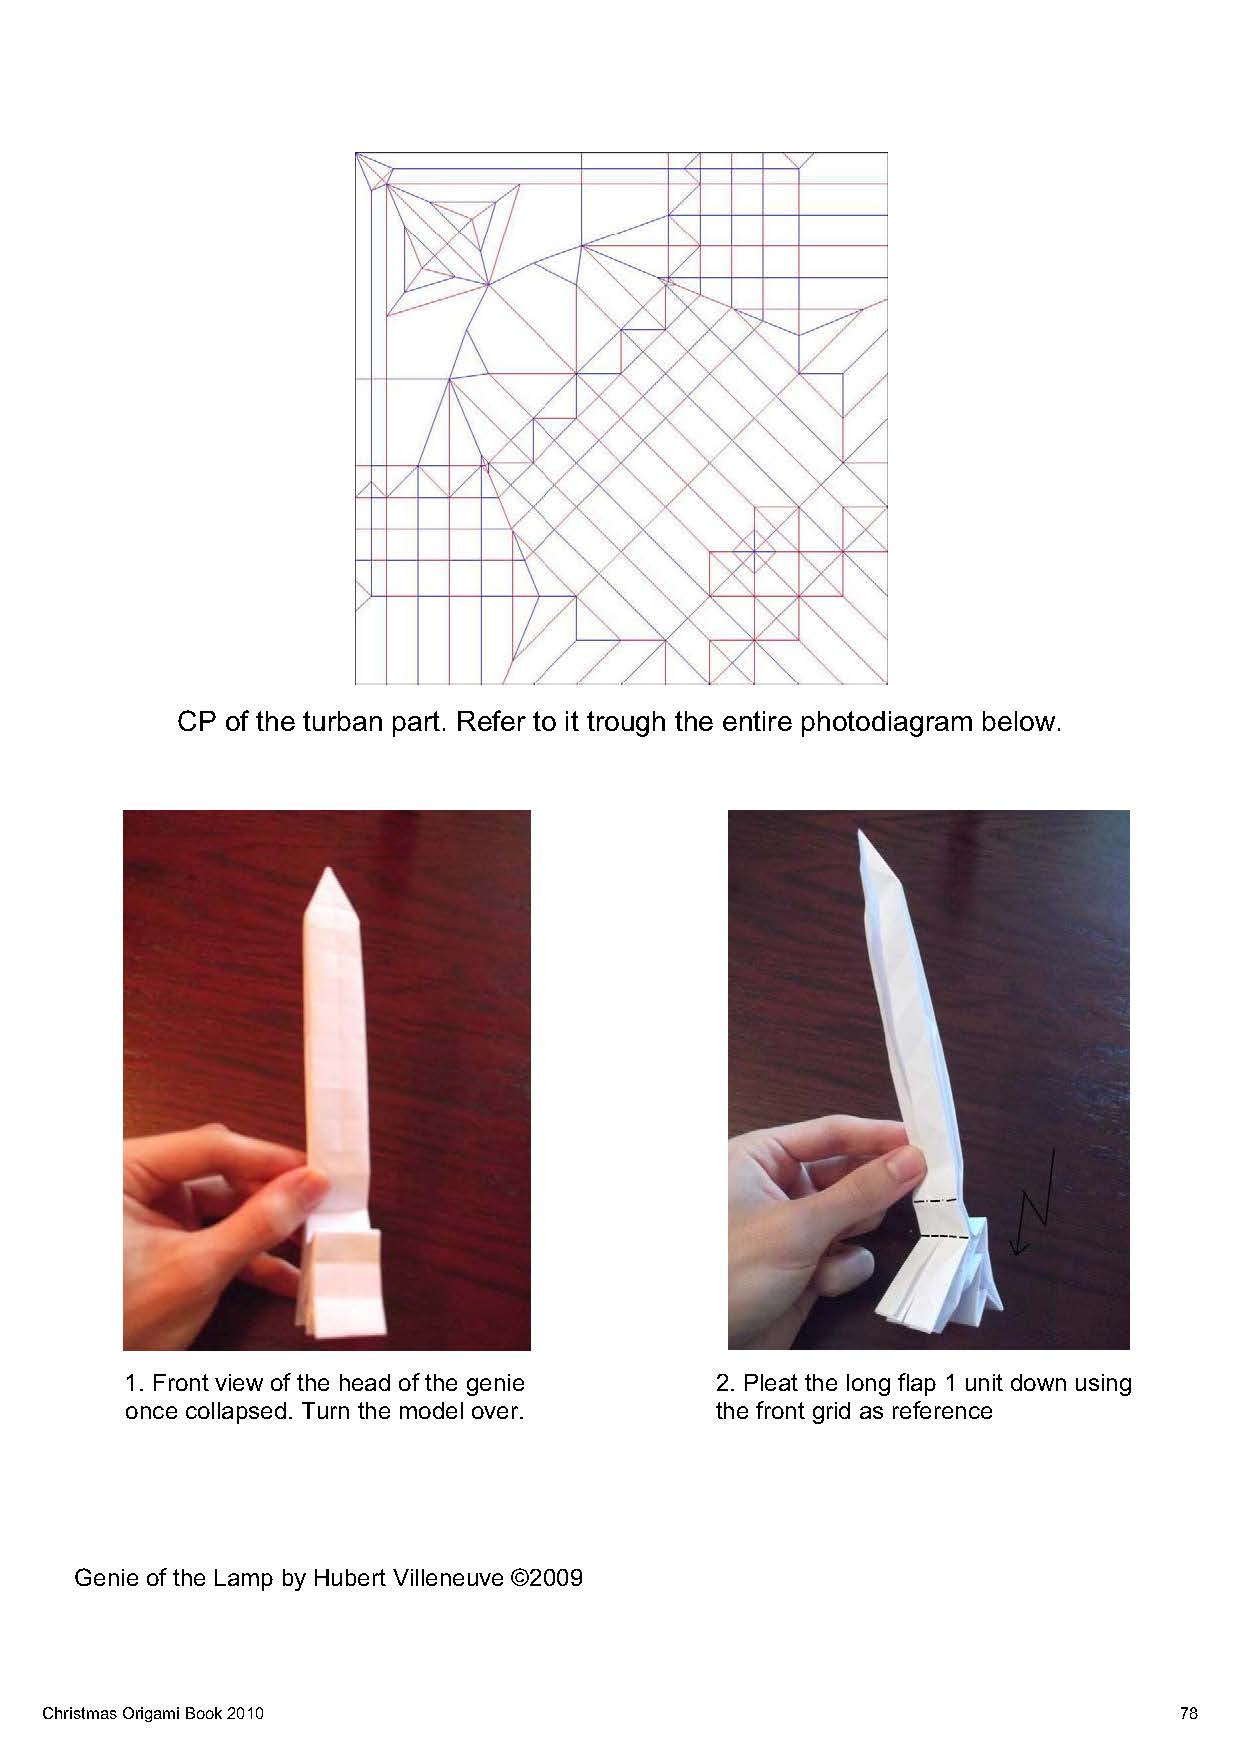 CP of the turban part. Refer to it trough the entire photodiagram below.
1. Front view of the head of the genie
once collapsed. Turn the model over.
2. Pleat the long flap 1 unit down using
the front grid as reference
Genie of the Lamp by Hubert Villeneuve ©2009
Christmas Origami Book 2010
78